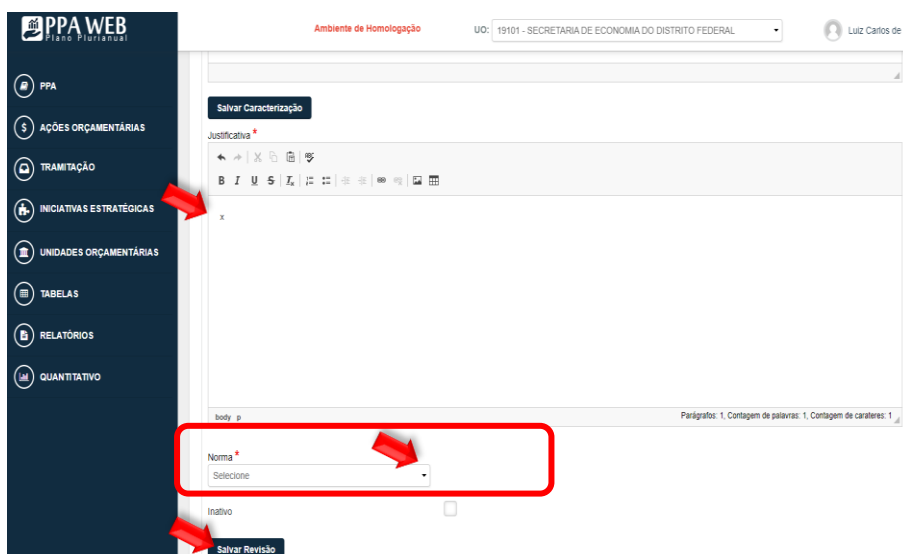 PPA WEB
Plano Plurianual
Ambiente de Homologação
UO: 19101 - SECRETARIA DE ECONOMIA DO DISTRITO FEDERAL
Luiz Carlos de
PPA
AÇÕES ORÇAMENTÁRIAS
TRAMITAÇÃO
INICIATIVAS ESTRATÉGICAS
UNIDADES ORÇAMENTÁRIAS
TABELAS
RELATÓRIOS
QUANTITATIVO
Salvar Caracterização
Justificativa *
B I U S Ix
x
body p
Parágrafos: 1, Contagem de palavras: 1, Contagem de carateres: 1
Norma *
Selecione
Inativo
Salvar Revisão